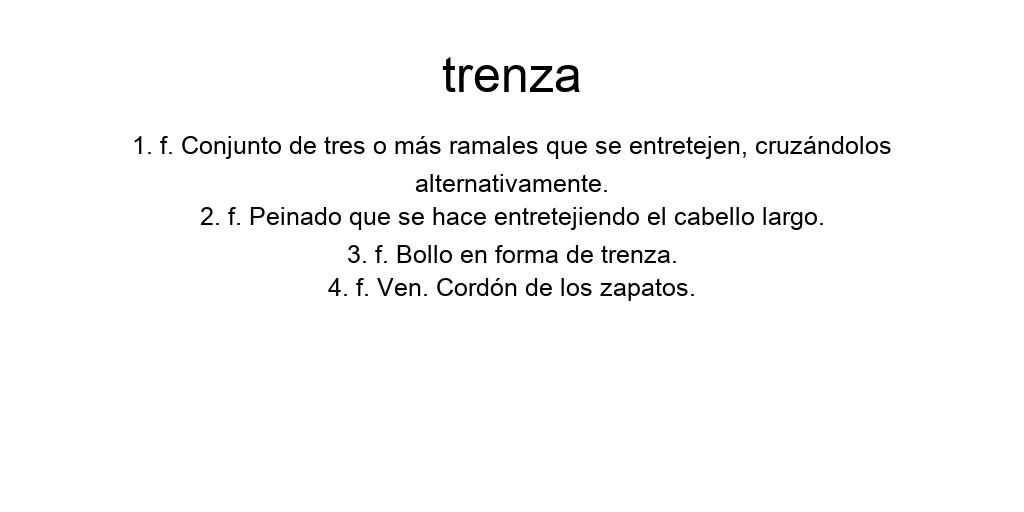 trenza
1. f. Conjunto de tres o más ramales que se entretejen, cruzándolos
alternativamente.
2. f. Peinado que se hace entretejiendo el cabello largo.
3. f. Bollo en forma de trenza.
4. f. Ven. Cordón de los zapatos.